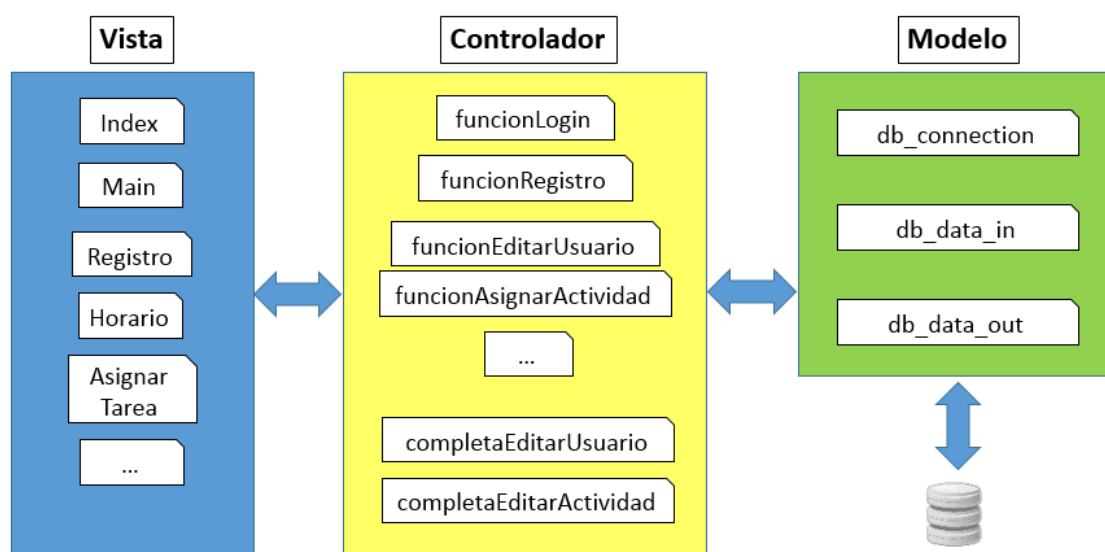 Vista
Index
Main
Registro
Horario
Asignar
Tarea
...
Controlador
funcionLogin
funcionRegistro
funcionEditarUsuario
funcionAsignarActividad
...
completaEditarUsuario
completaEditarActividad
Modelo
db_connection
db_data_in
db_data_out